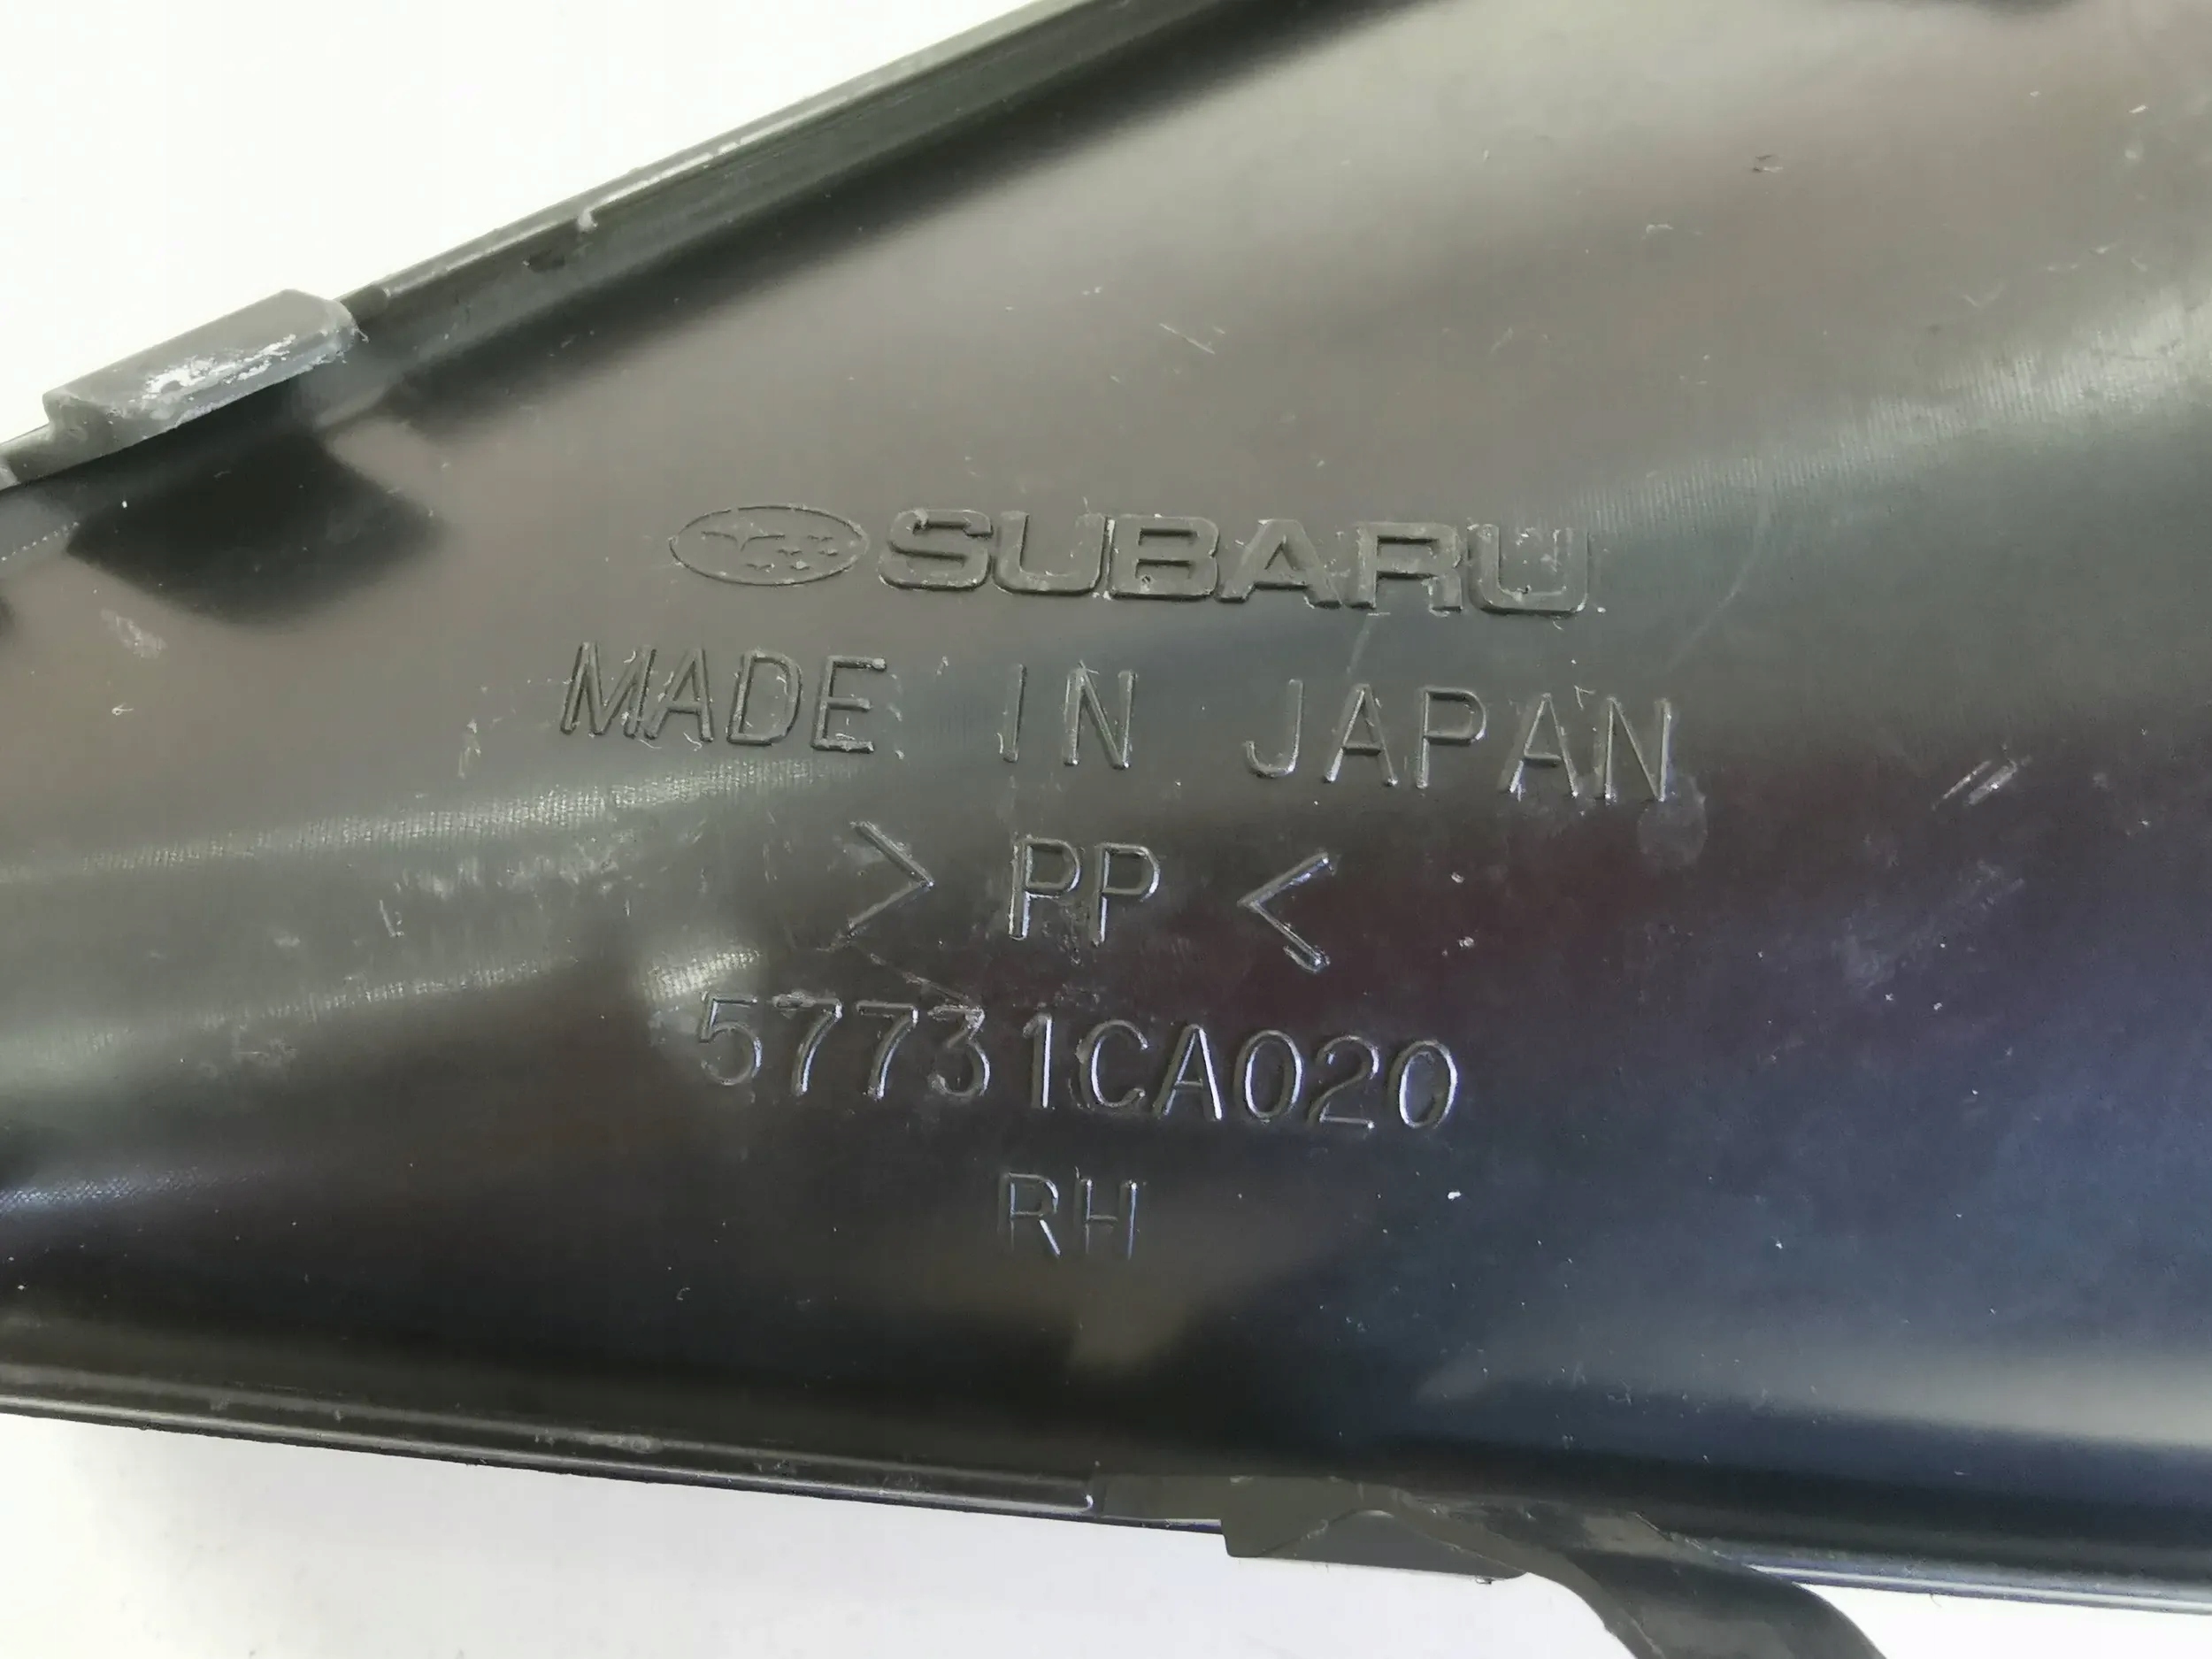 SUBARU
MADE IN JAPAN
> PP <
57731CA020
RH